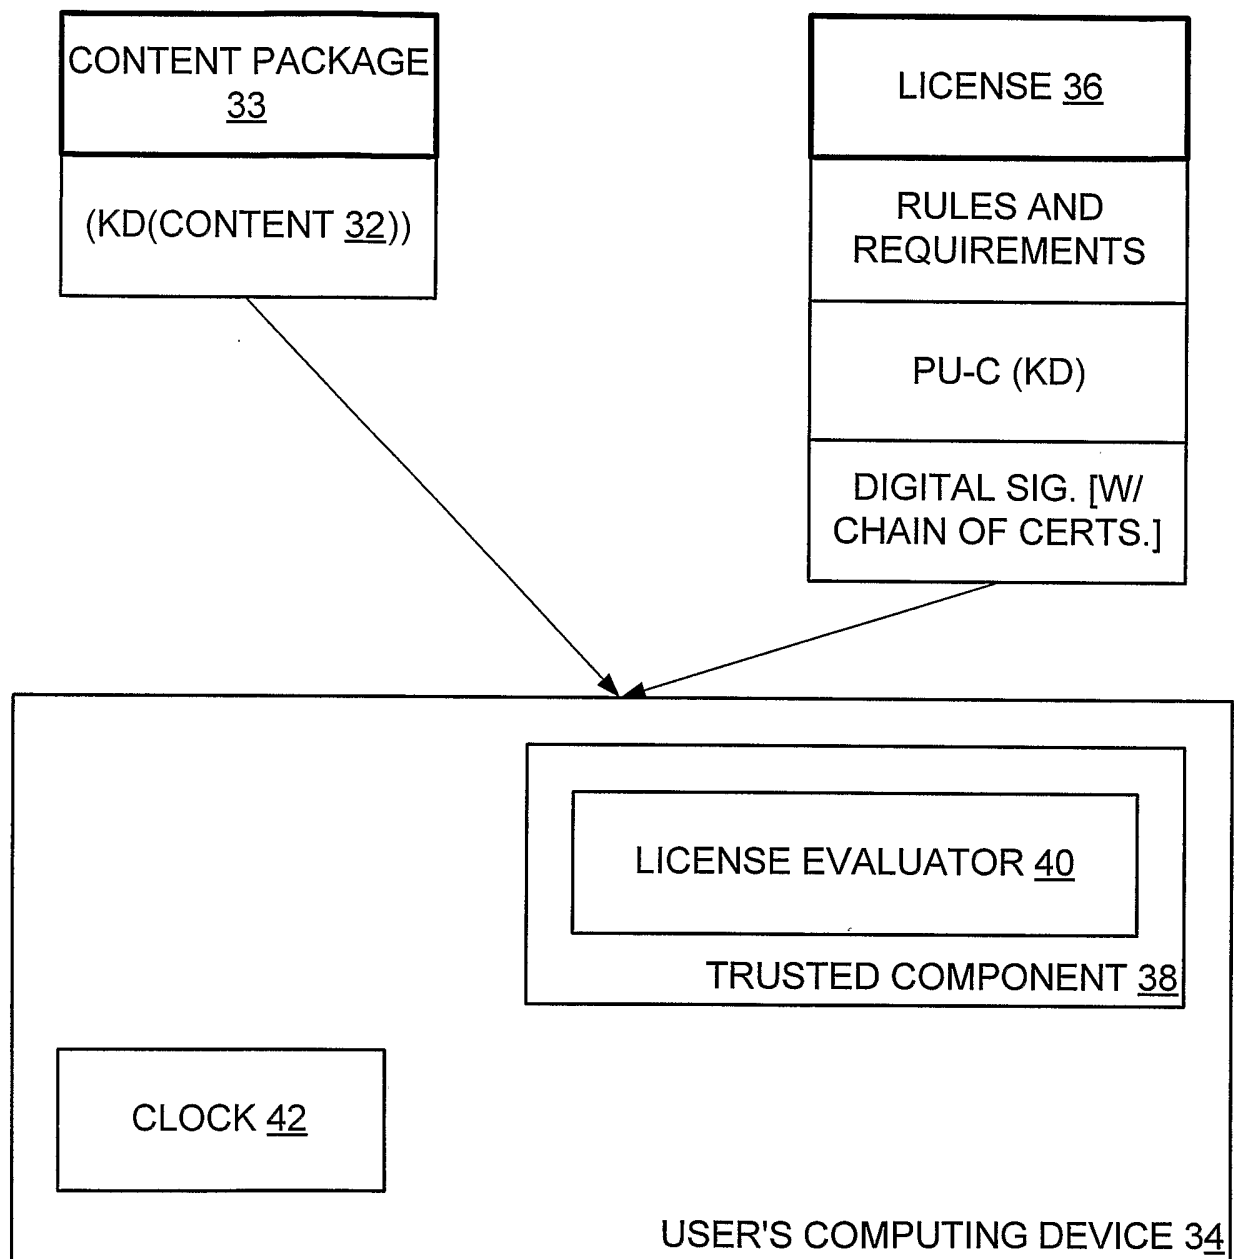 CONTENT PACKAGE
33
(KD(CONTENT 32))
LICENSE 36
RULES AND
REQUIREMENTS
PU-C (KD)
DIGITAL SIG. [W/
CHAIN OF CERTS.]
LICENSE EVALUATOR 40
TRUSTED COMPONENT 38
CLOCK 42
USER'S COMPUTING DEVICE 34